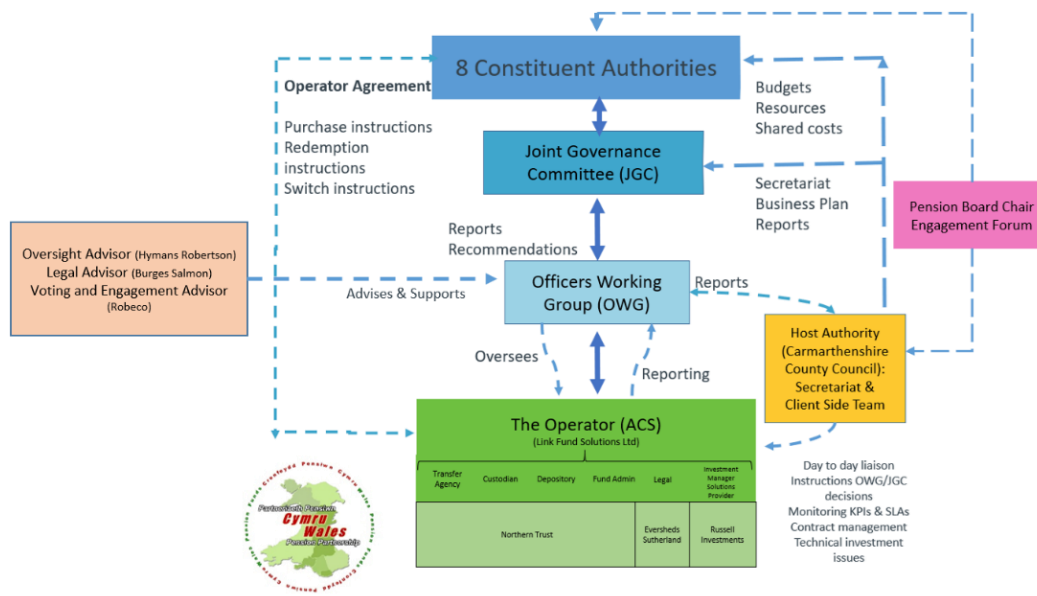 8 Constituent Authorities
Operator Agreement
Purchase instructions
Redemption
instructions
Switch instructions
Budgets
Resources
Shared costs
Joint Governance
Committee (JGC)
Secretariat
Business Plan
Reports
Pension Board Chair
Engagement Forum
Reports
Recommendations
Oversight Advisor (Hymans Robertson)
Legal Advisor (Burges Salmon)
Voting and Engagement Advisor
(Robeco)
Advises & Supports
Officers Working
Group (OWG)
Reports
Host Authority
(Carmarthenshire
County Council):
Secretariat &
Client Side Team
Oversees
Reporting
The Operator (ACS)
(Link Fund Solutions Ltd)
Transfer
Agency
Custodian
Depository
Fund Admin
Legal
Investment
Manager
Solutions
Provider
Northern Trust
Eversheds
Sutherland
Russell
Investments
Day to day liaison
Instructions OWG/JGC
decisions
Monitoring KPIs & SLAs
Contract management
Technical investment
issues
Partneriaeth Pensiwn
Cymru
Wales
Pension Partnership